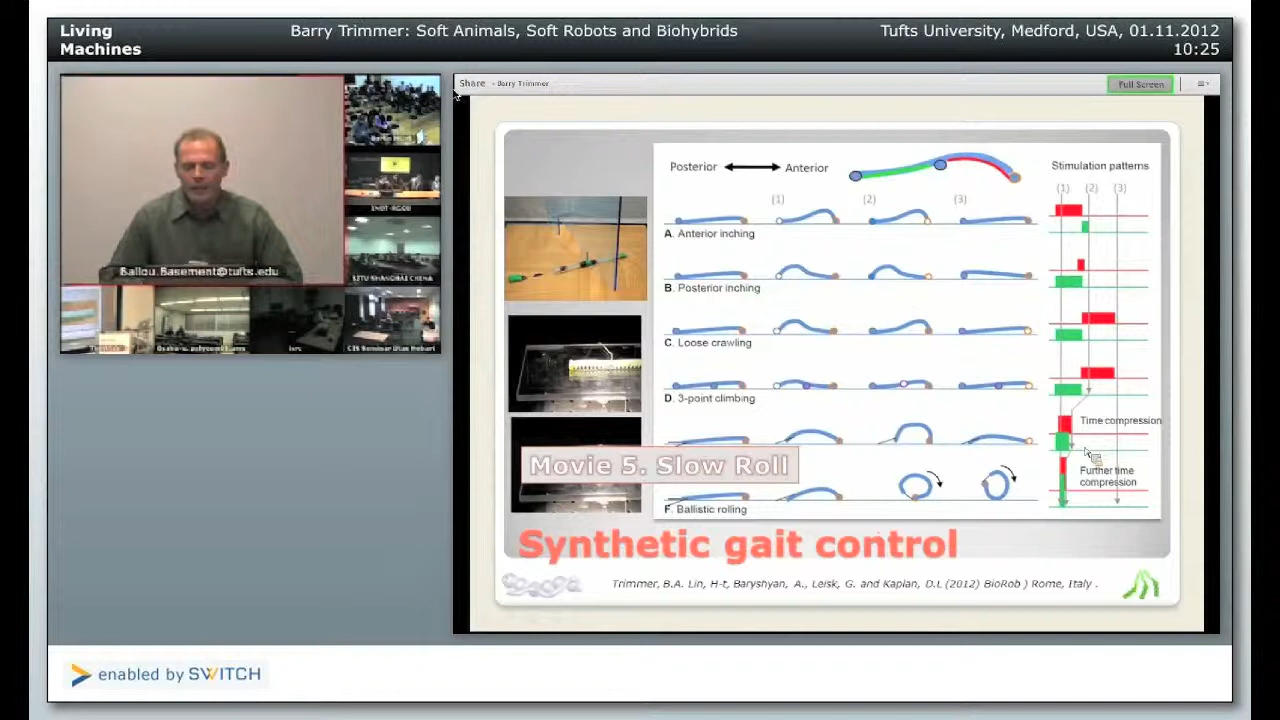 Living
Machines
Barry Trimmer: Soft Animals, Soft Robots and Biohybrids
Tufts University, Medford, USA, 01.11.2012
10:25
Ballou.Basement@tufts.edu
Share - Barry Trimmer
Full Screen
Posterior
Anterior
Stimulation patterns
(1)
(2)
(3)
(1)
(2)
(3)
A. Anterior inching
B. Posterior inching
C. Loose crawling
D. 3-point climbing
Time compression
Movie 5. Slow Roll
Further time
compression
F. Ballistic rolling
Synthetic gait control
Trimmer, B.A. Lin, H-t, Baryshyan, A., Leisk, G. and Kaplan, D.L (2012) BioRob ) Rome, Italy .
enabled by SWITCH